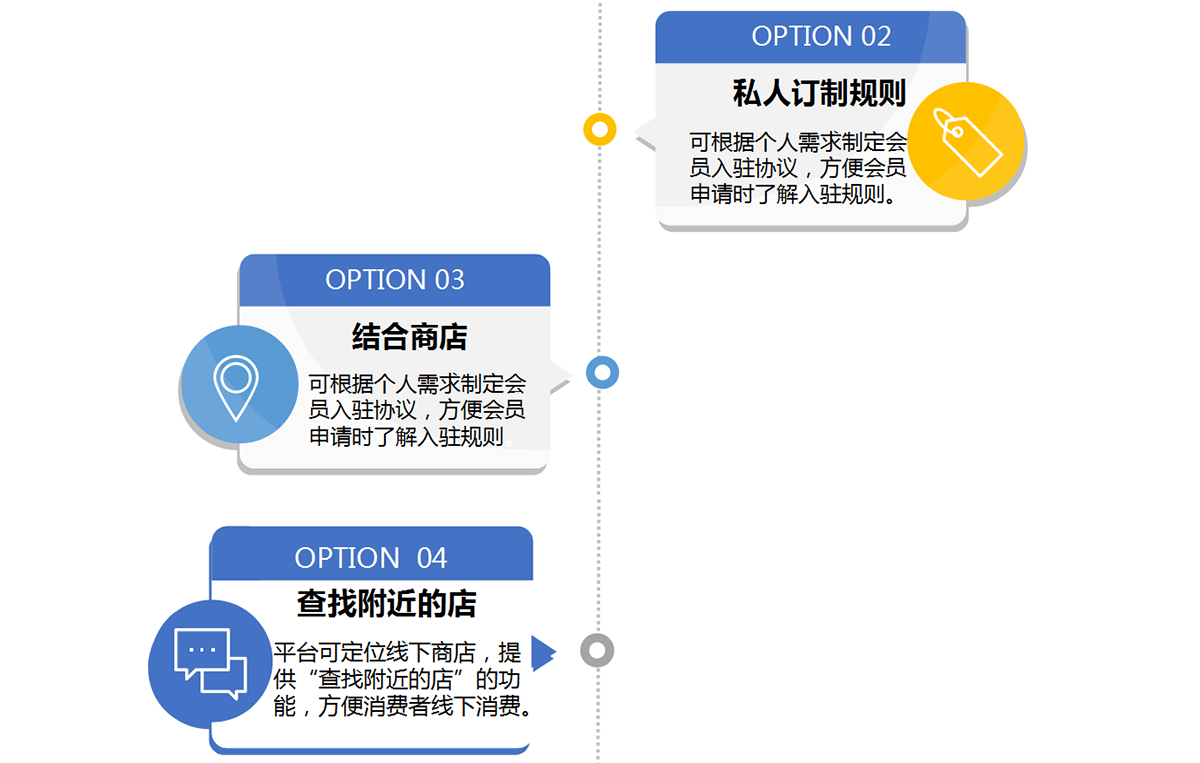 OPTION 02
私人订制规则
可根据个人需求制定会
员入驻协议，方便会员
申请时了解入驻规则。
OPTION 03
结合商店
可根据个人需求制定会
员入驻协议，方便会员
申请时了解入驻规则。
OPTION 04
查找附近的店
平台可定位线下商店，提
供“查找附近的店”的功
能，方便消费者线下消费。